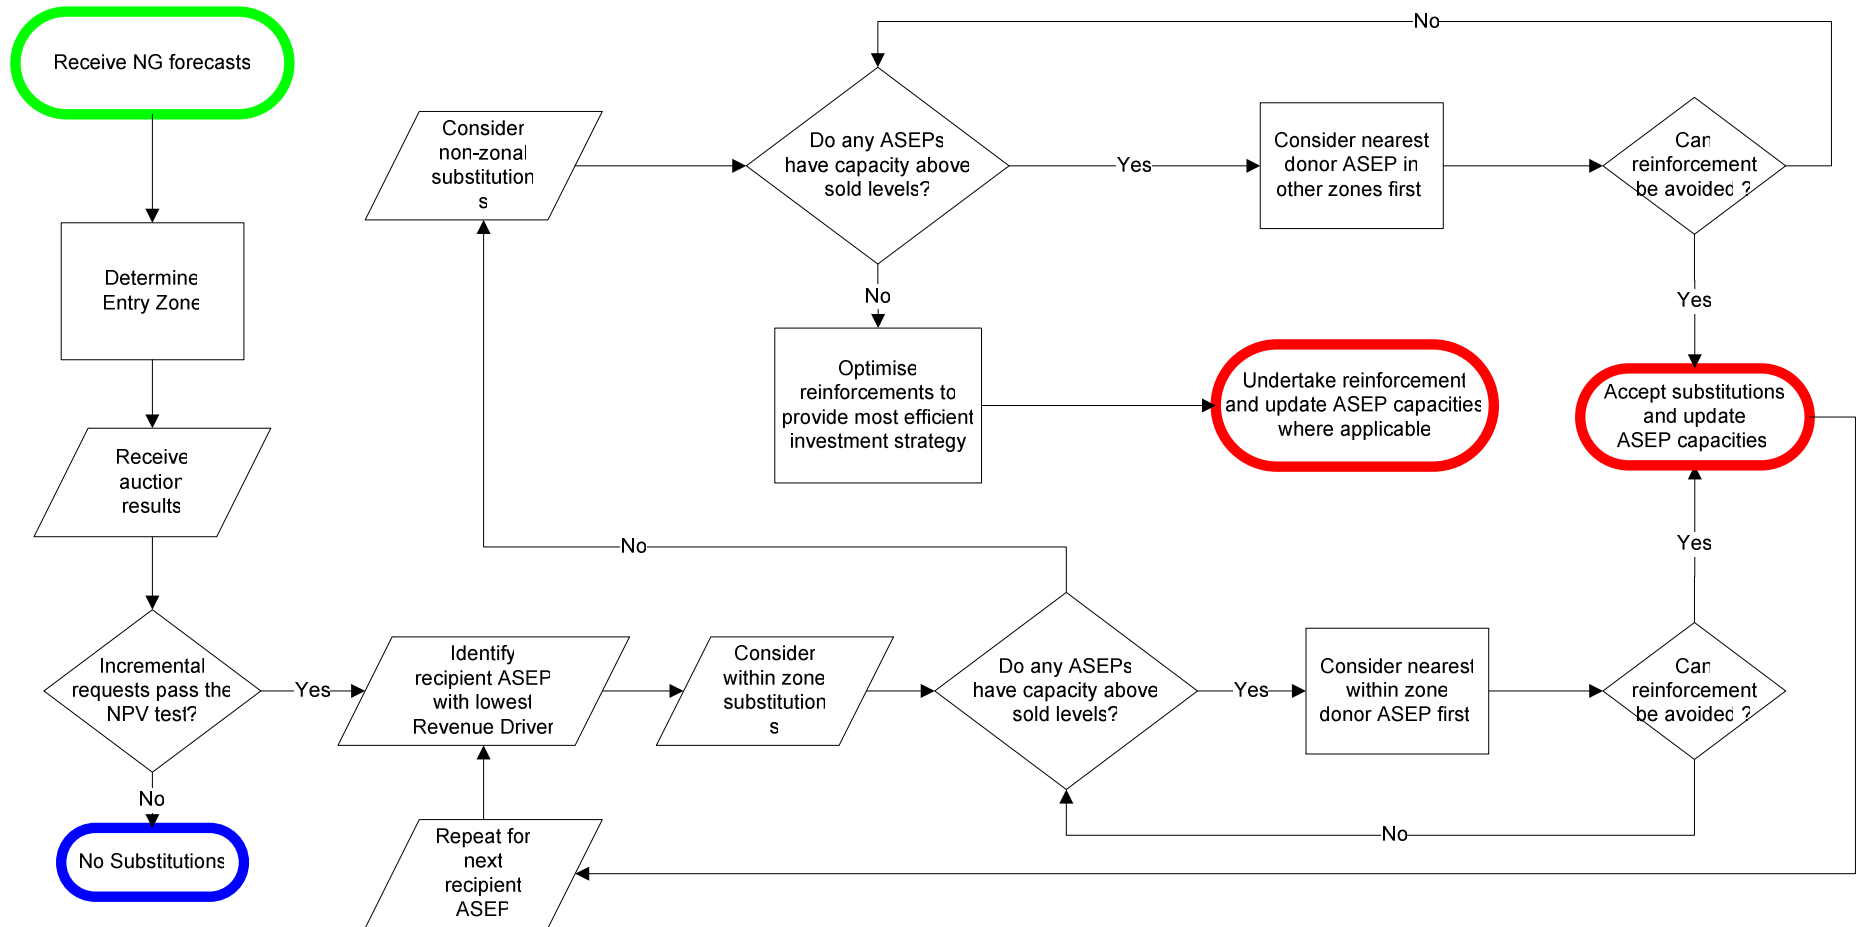 Receive NG forecasts
Determine
Entry Zone
Receive
auction
results
Incremental
requests pass the
NPV test?
No
No Substitutions
Yes
Identify
recipient ASEP
with lowest
Revenue Driver
Consider
within zone
substitution
s
Do any ASEPs
have capacity above
sold levels?
Yes
Consider nearest
within zone
donor ASEP first
Can
reinforcement
be avoided ?
No
Yes
No
Consider
non-zonal
substitution
s
Do any ASEPs
have capacity above
sold levels?
Yes
Consider nearest
donor ASEP in
other zones first
Can
reinforcement
be avoided ?
No
Yes
No
Optimise
reinforcements to
provide most efficient
investment strategy
Undertake reinforcement
and update ASEP capacities
where applicable
Accept substitutions
and update
ASEP capacities
Repeat for
next
recipient
ASEP